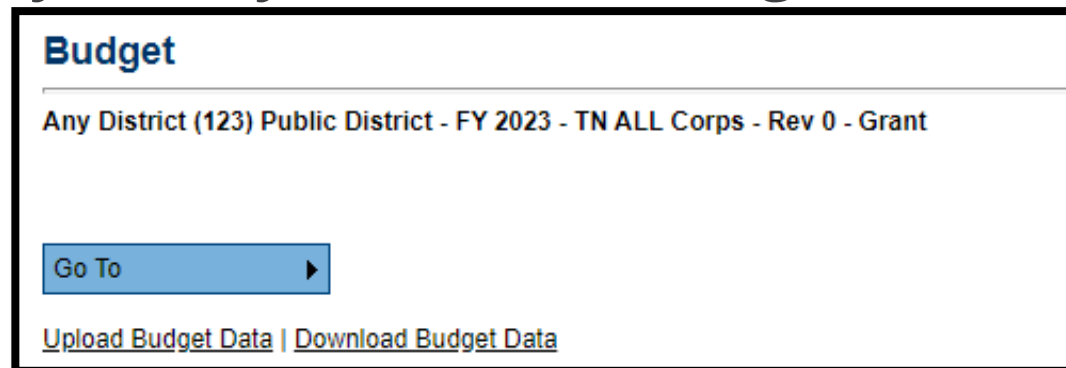 Budget
Any District (123) Public District - FY 2023 - TN ALL Corps - Rev 0 - Grant
Go To
Upload Budget Data | Download Budget Data